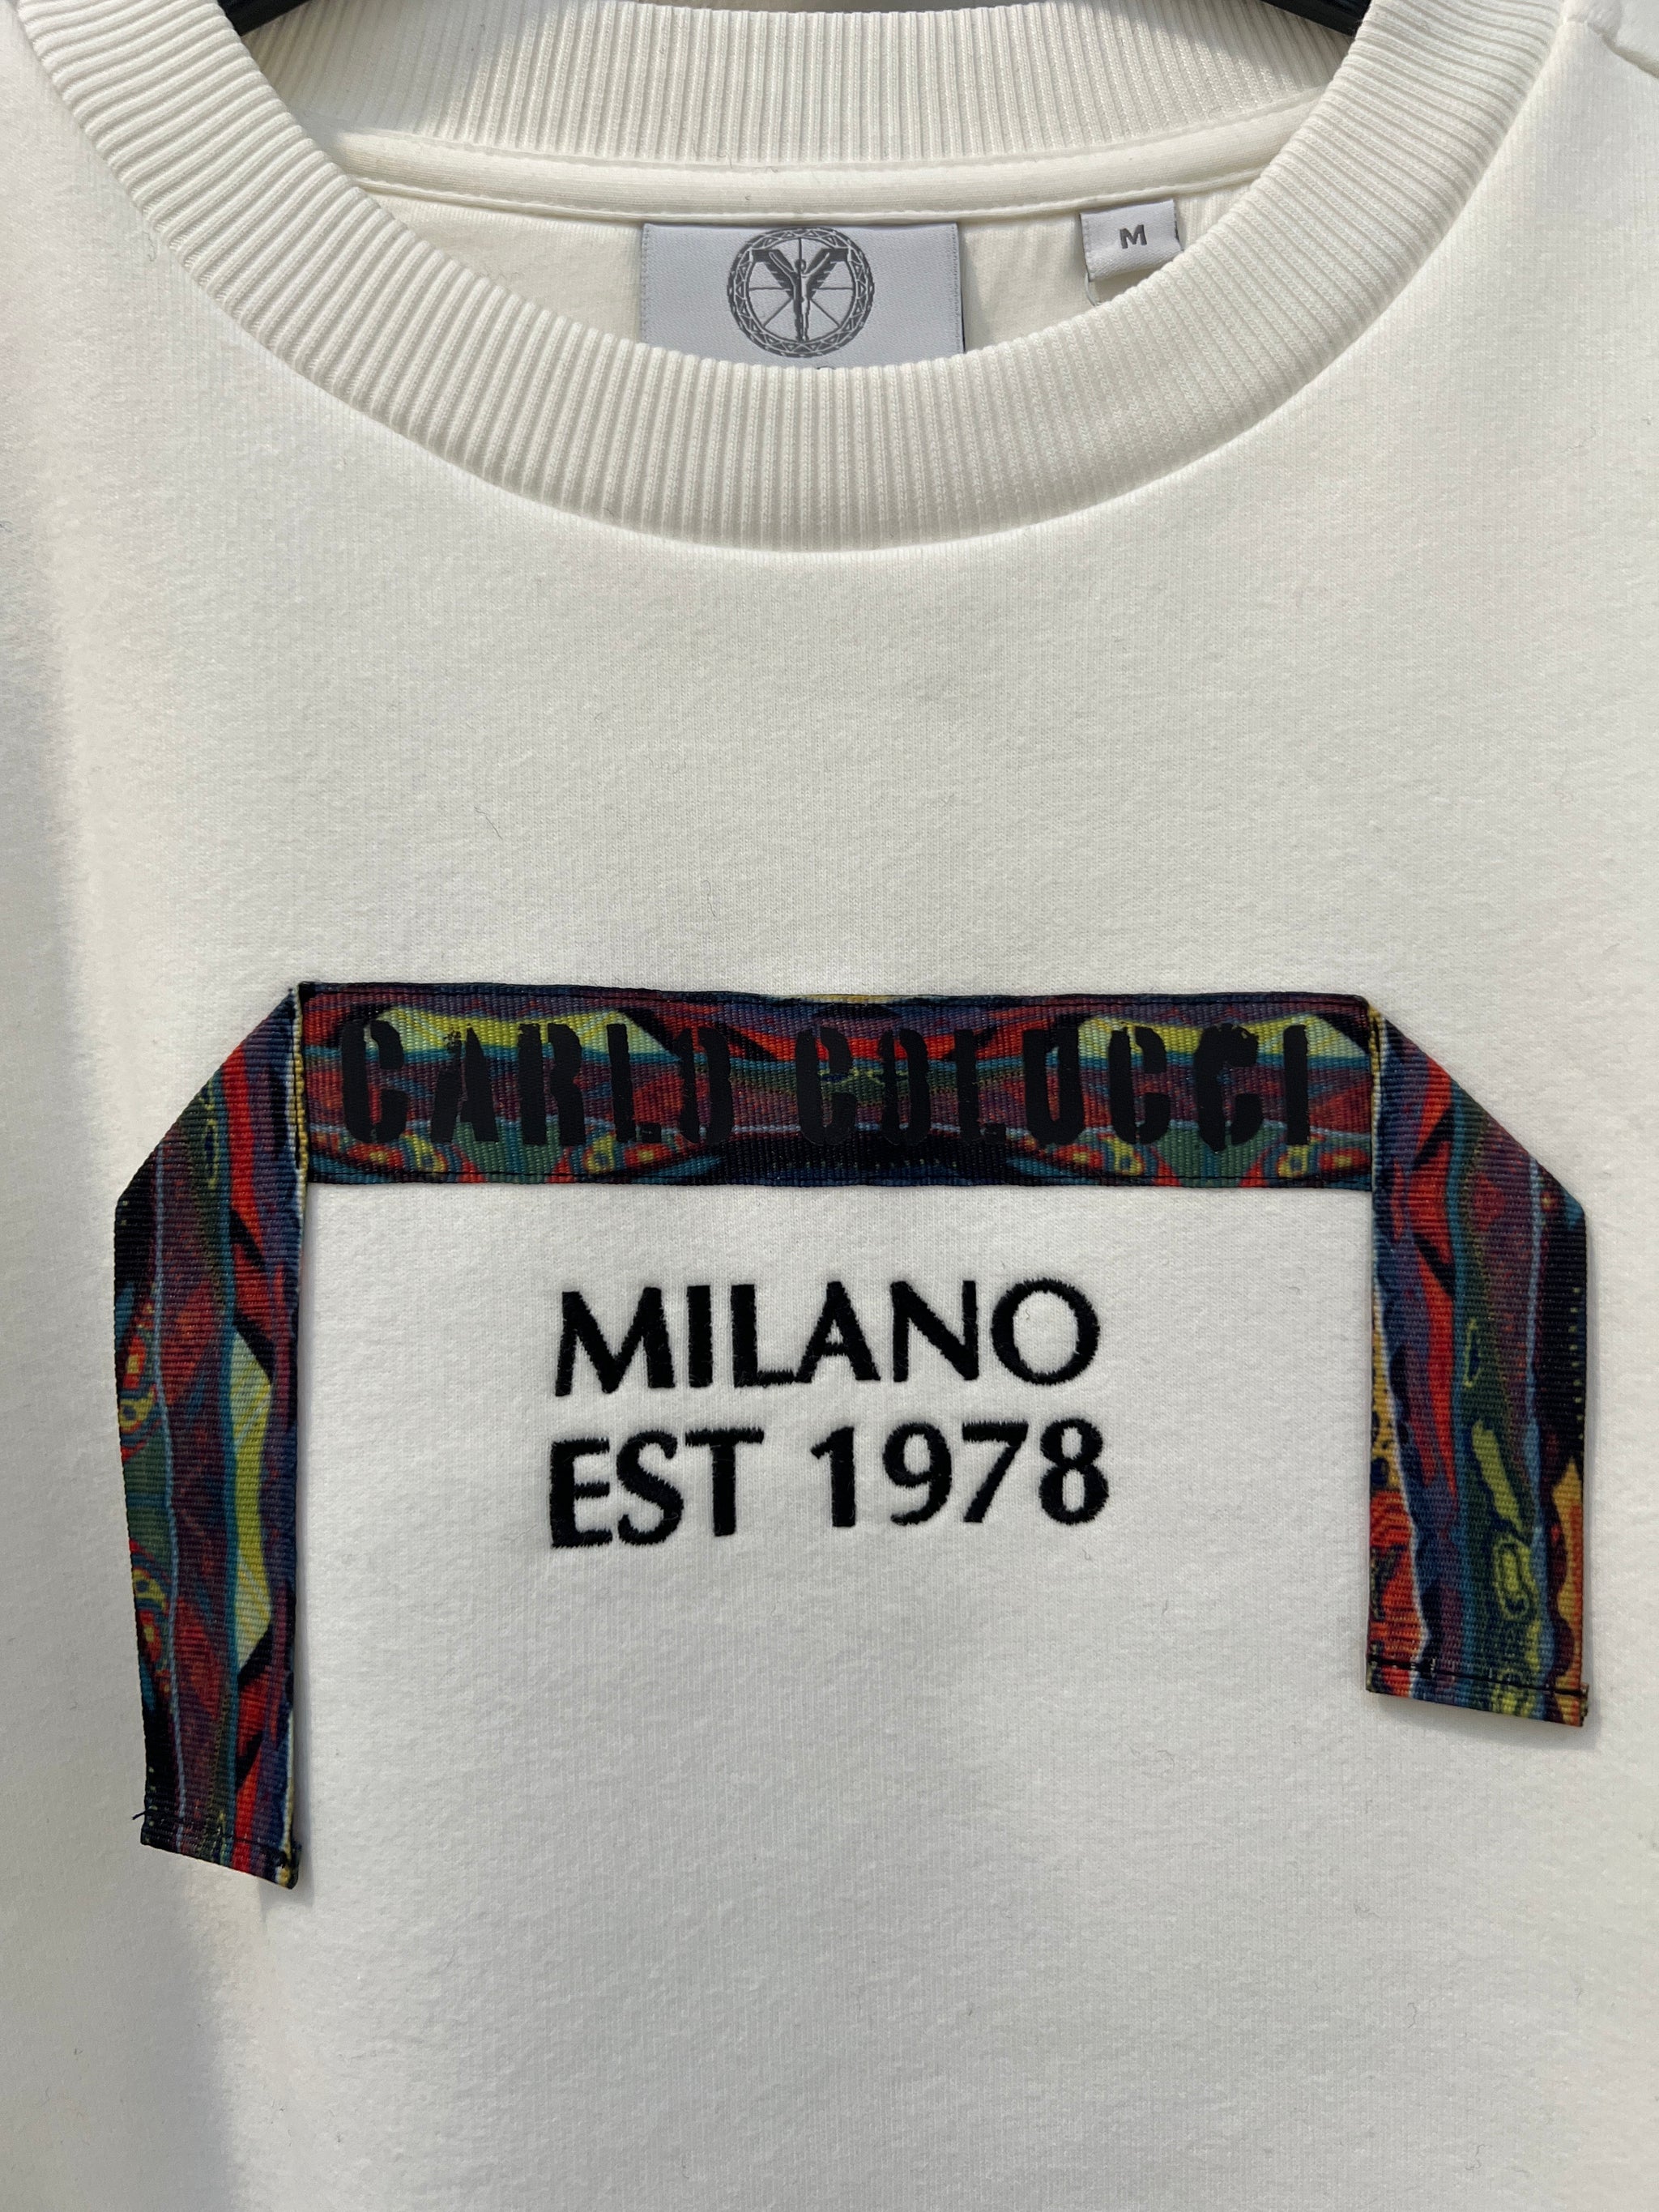 M
CARLO COLUCCI
MILANO
EST 1978